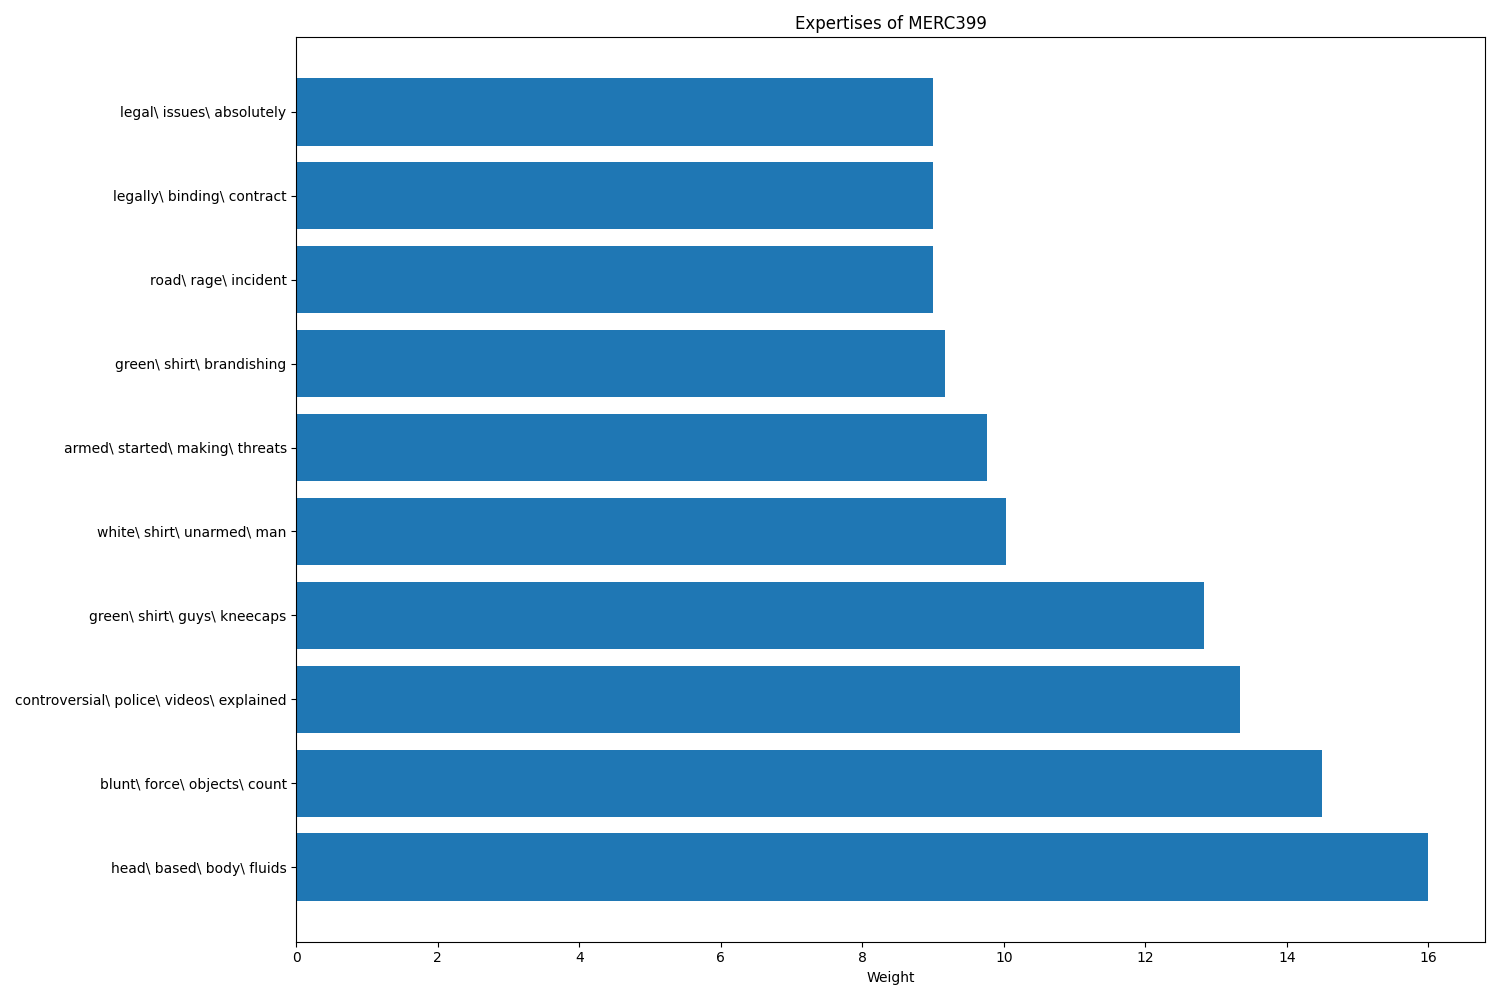 Expertises of MERC399
legal\ issues\ absolutely
legally\ binding\ contract
road\ rage\ incident
green\ shirt\ brandishing
armed\ started\ making\ threats
white\ shirt\ unarmed\ man
green\ shirt\ guys\ kneecaps
controversial\ police\ videos\ explained
blunt\ force\ objects\ count
head\ based\ body\ fluids
0 2 4 6 8 10 12 14 16
Weight